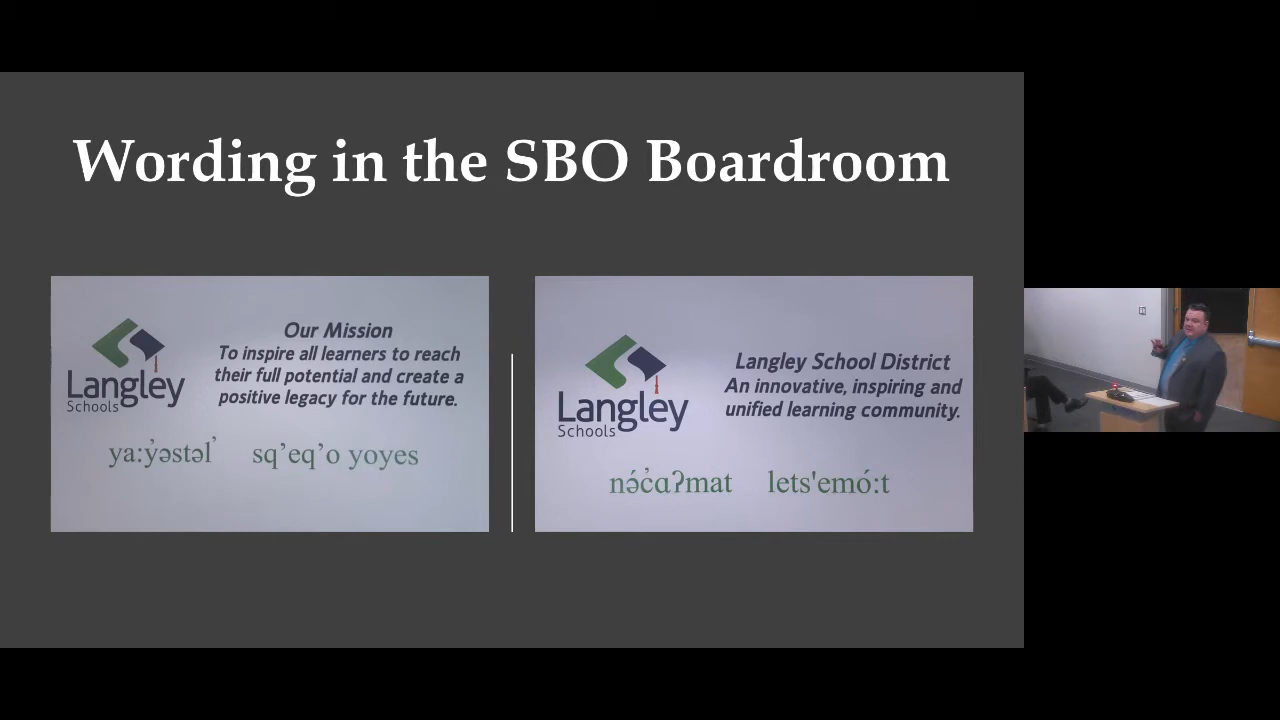 Wording in the SBO Boardroom
Langley
Schools
Our Mission
To inspire all learners to reach
their full potential and create a
positive legacy for the future.
ya:y̓əstəl̓ sq’eq’o yoyes
Langley
Schools
Langley School District
An innovative, inspiring and
unified learning community.
nə́c̓ɑʔmat lets'emó:t